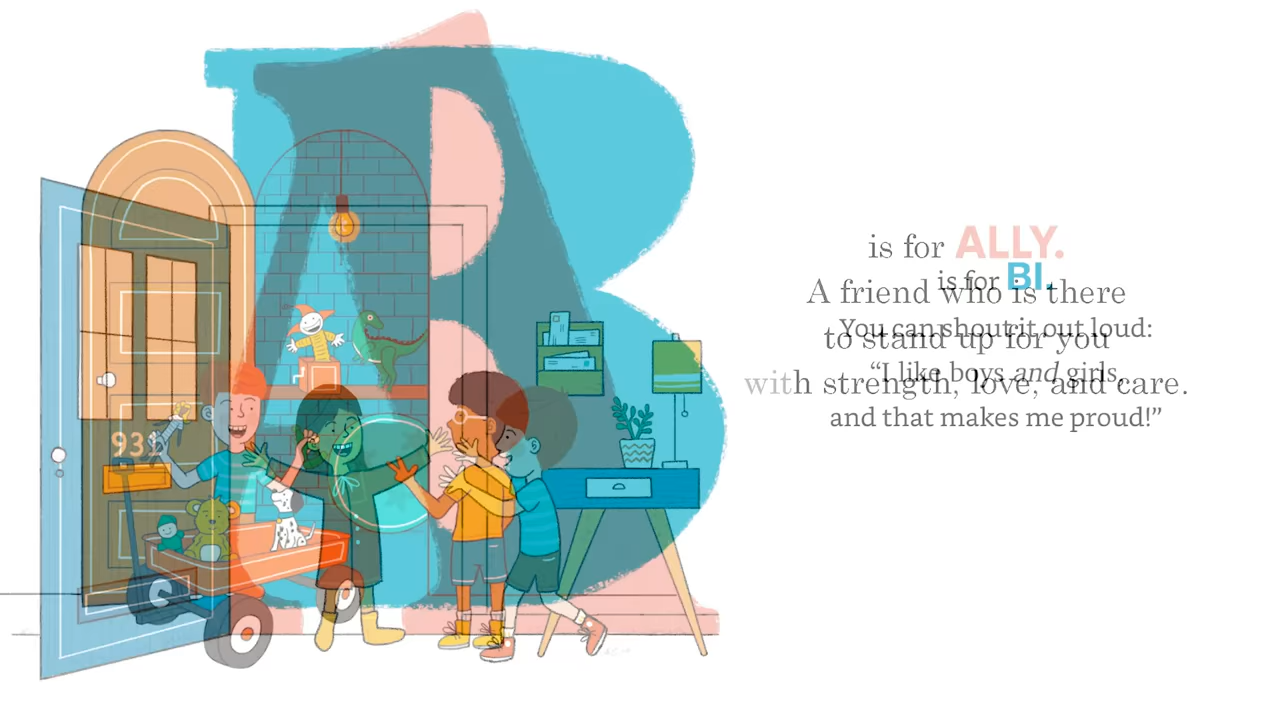 AB
is for ALLY.
A friend who is there
to stand up for you
with strength, love, and care.
is for BI.
You can shout it out loud:
“I like boys and girls,
and that makes me proud!”